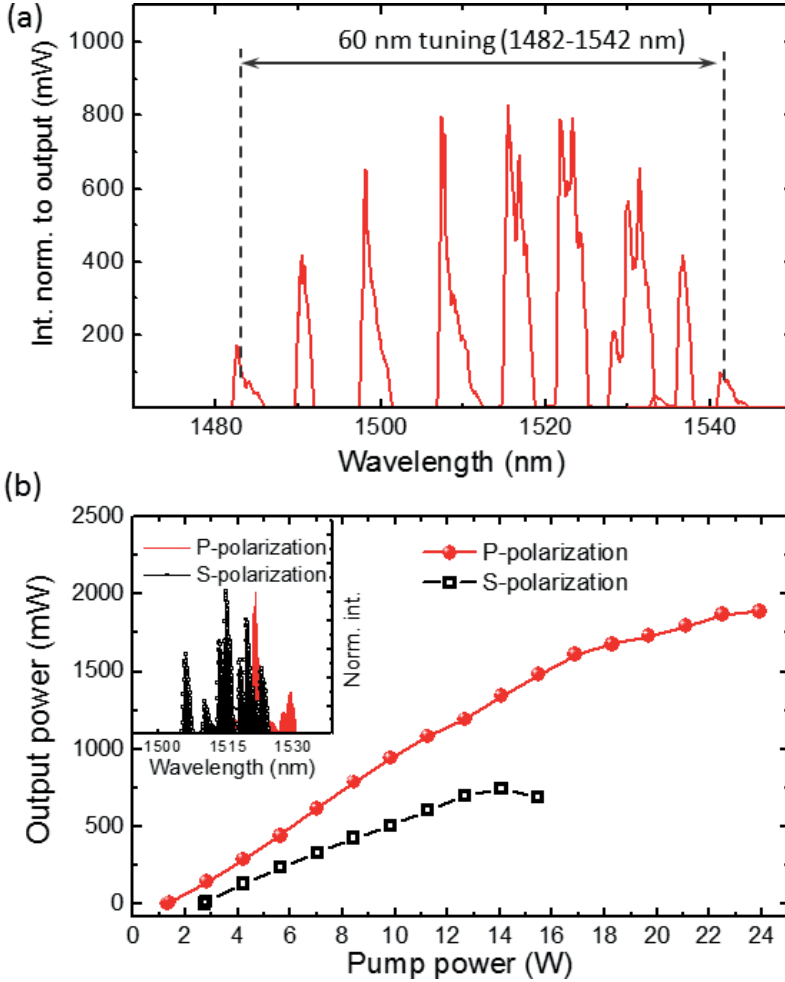 (a)
60 nm tuning (1482-1542 nm)
Int. norm. to output (mW)
1000
800
600
400
200
1480
1500
1520
1540
Wavelength (nm)
(b)
2500
2000
1500
1000
500
0
Output power (mW)
P-polarization
S-polarization
Norm. int.
1500
1515
1530
Wavelength (nm)
P-polarization
S-polarization
0 2 4 6 8 10 12 14 16 18 20 22 24
Pump power (W)